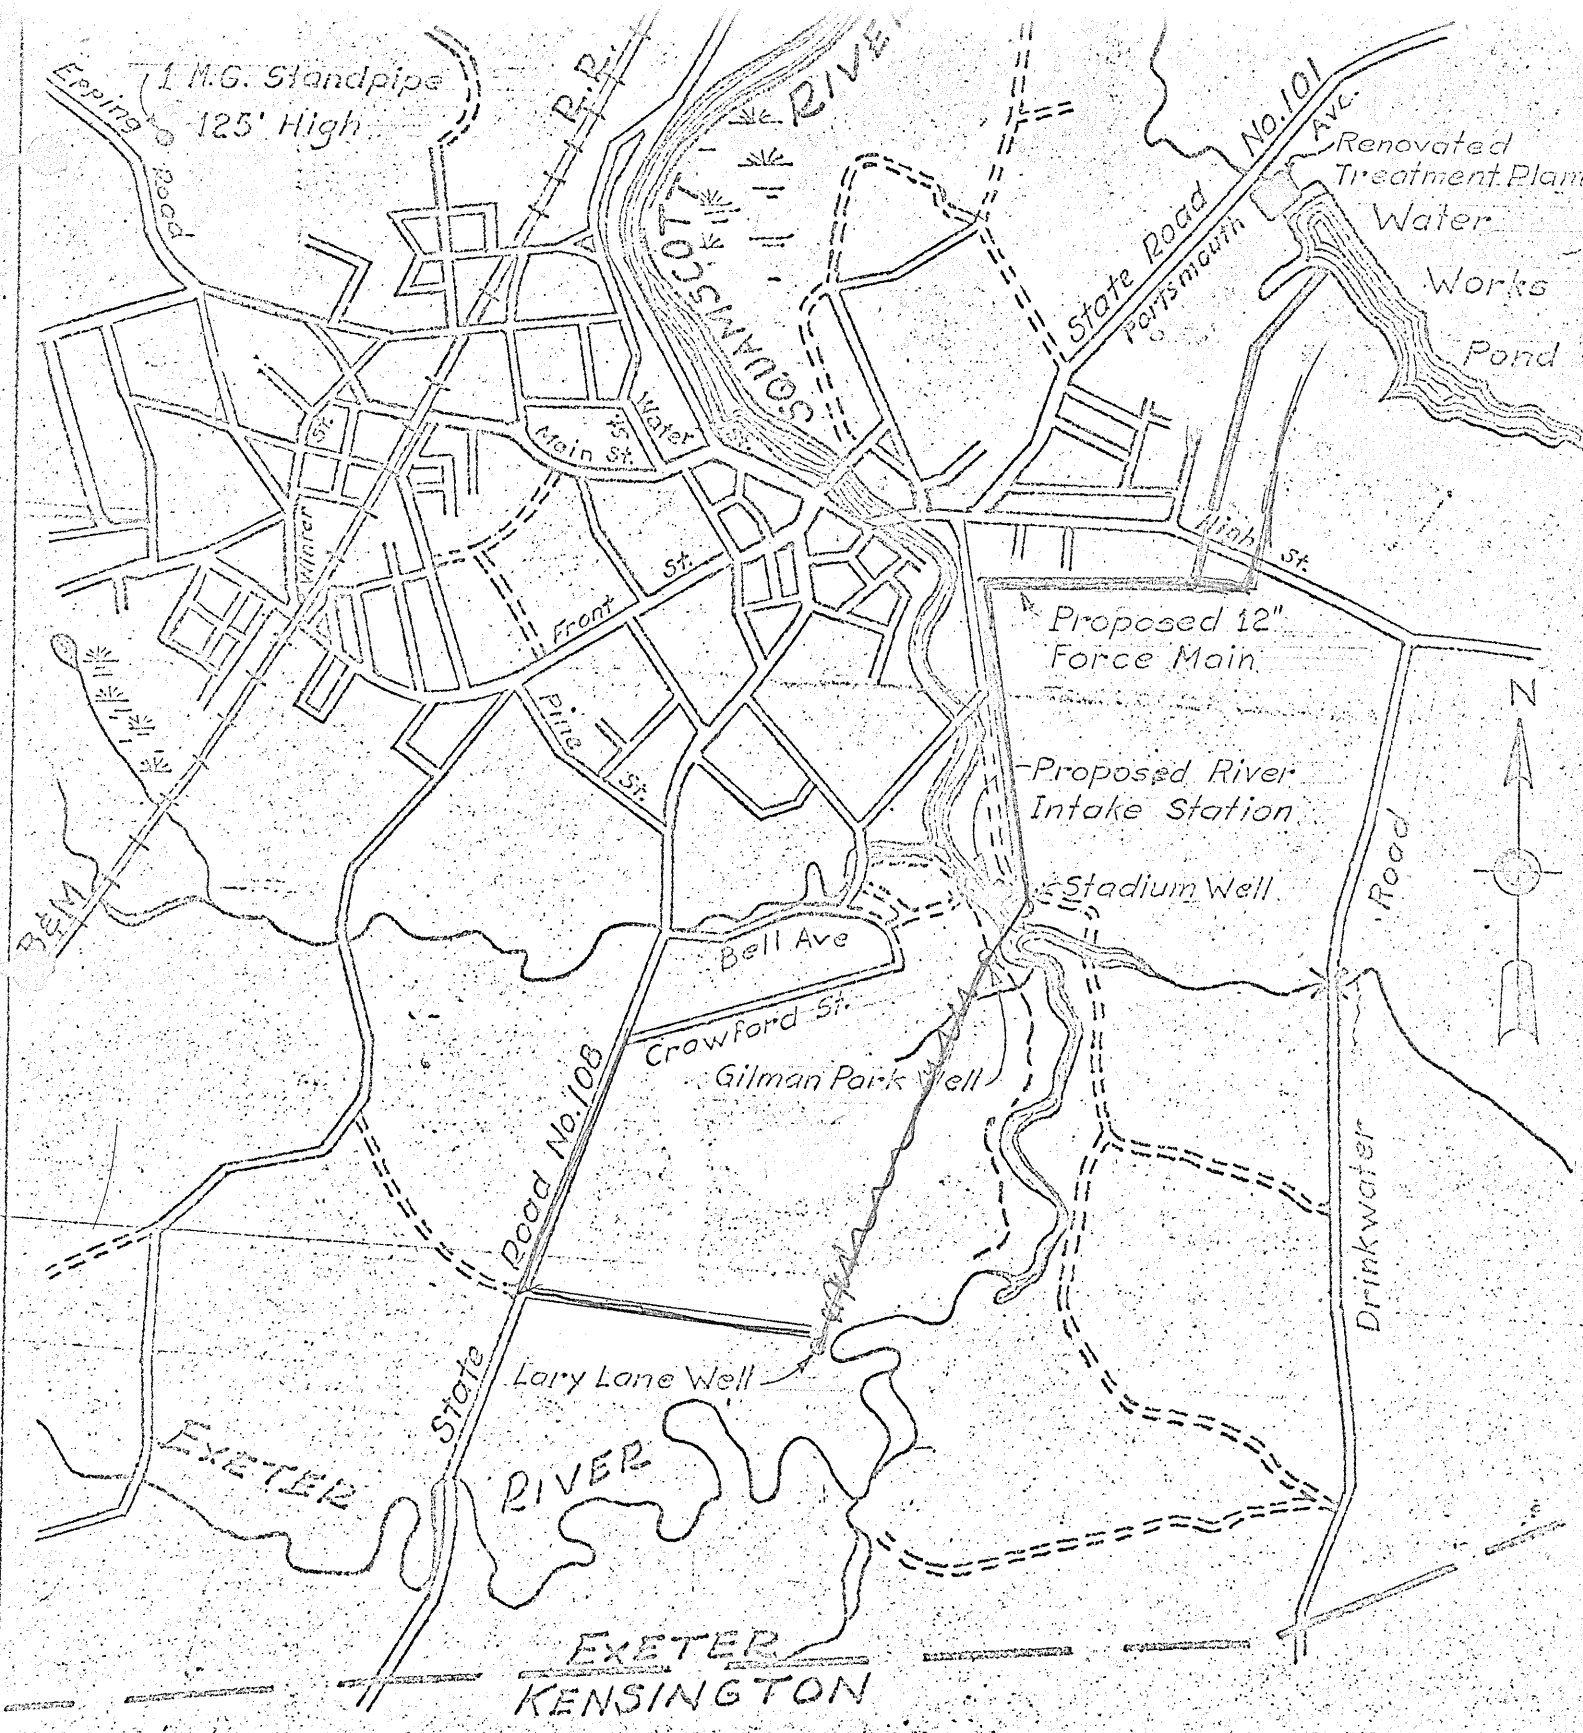 1 M.G. Standpipe
125' High
Epping
Road
R.R.
RIVER
SQUAMSCOTT
State Road No. 101
Portsmouth
Ave.
Renovated
Treatment Plan
Water
Works
Pond
Water
St.
Main St.
St.
Winter
High St.
Front St.
Pine
St.
Proposed 12"
Force Main
N
Proposed River
Intake Station
Stadium Well
B&M
Bell Ave
Crawford St.
Gilman Park Well
Road
Drinkwater
State Road No. 108
Lary Lane Well
EXETER RIVER
EXETER
KENSINGTON